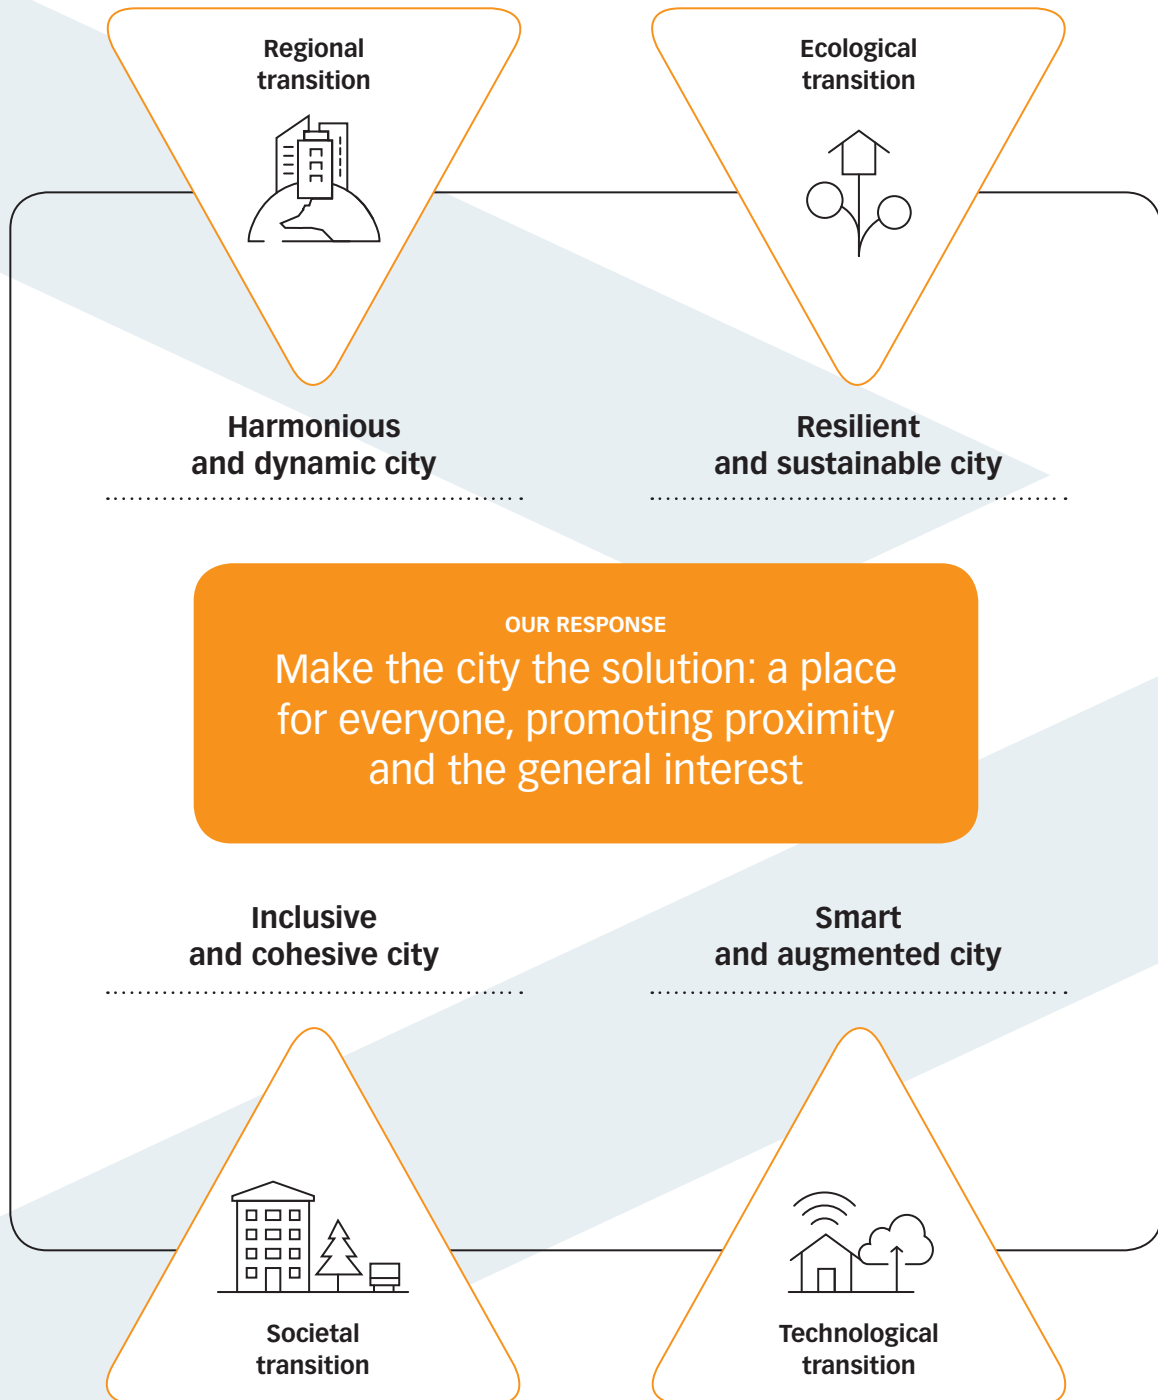 Regional
transition
Ecological
transition
Harmonious
and dynamic city
Resilient
and sustainable city
OUR RESPONSE
Make the city the solution: a place
for everyone, promoting proximity
and the general interest
Inclusive
and cohesive city
Smart
and augmented city
Societal
transition
Technological
transition